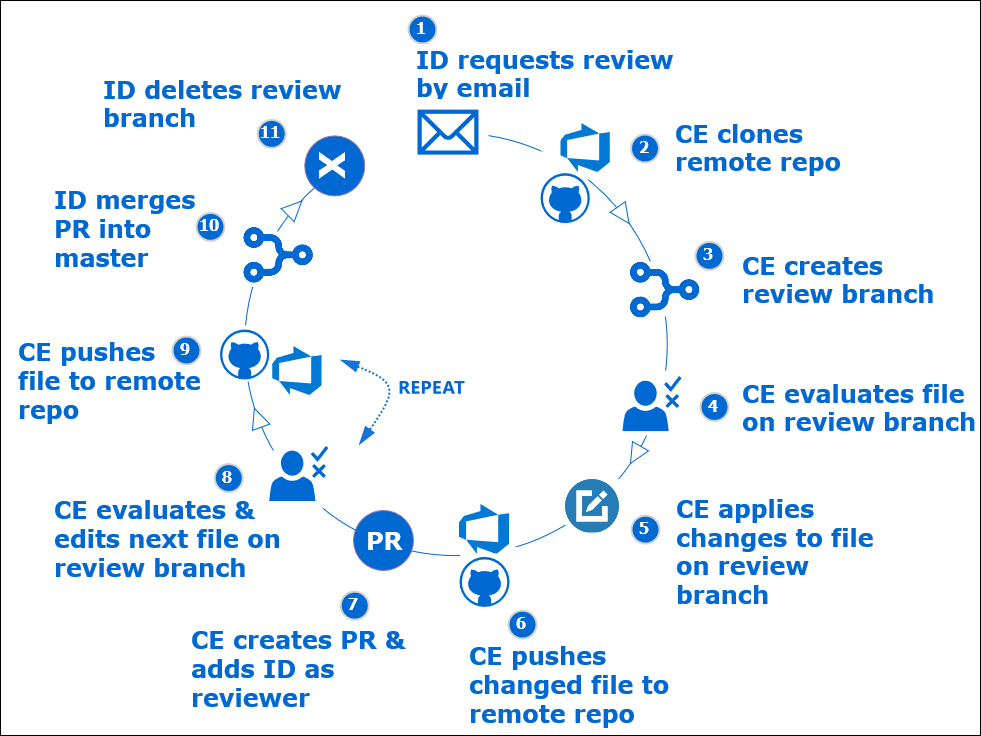 1
ID requests review
by email
2
CE clones
remote repo
3
CE creates
review branch
4
CE evaluates file
on review branch
5
CE applies
changes to file
on review
branch
6
CE pushes
changed file to
remote repo
PR
7
CE creates PR &
adds ID as
reviewer
8
CE evaluates &
edits next file on
review branch
REPEAT
9
CE pushes
file to remote
repo
10
ID merges
PR into
master
11
ID deletes review
branch